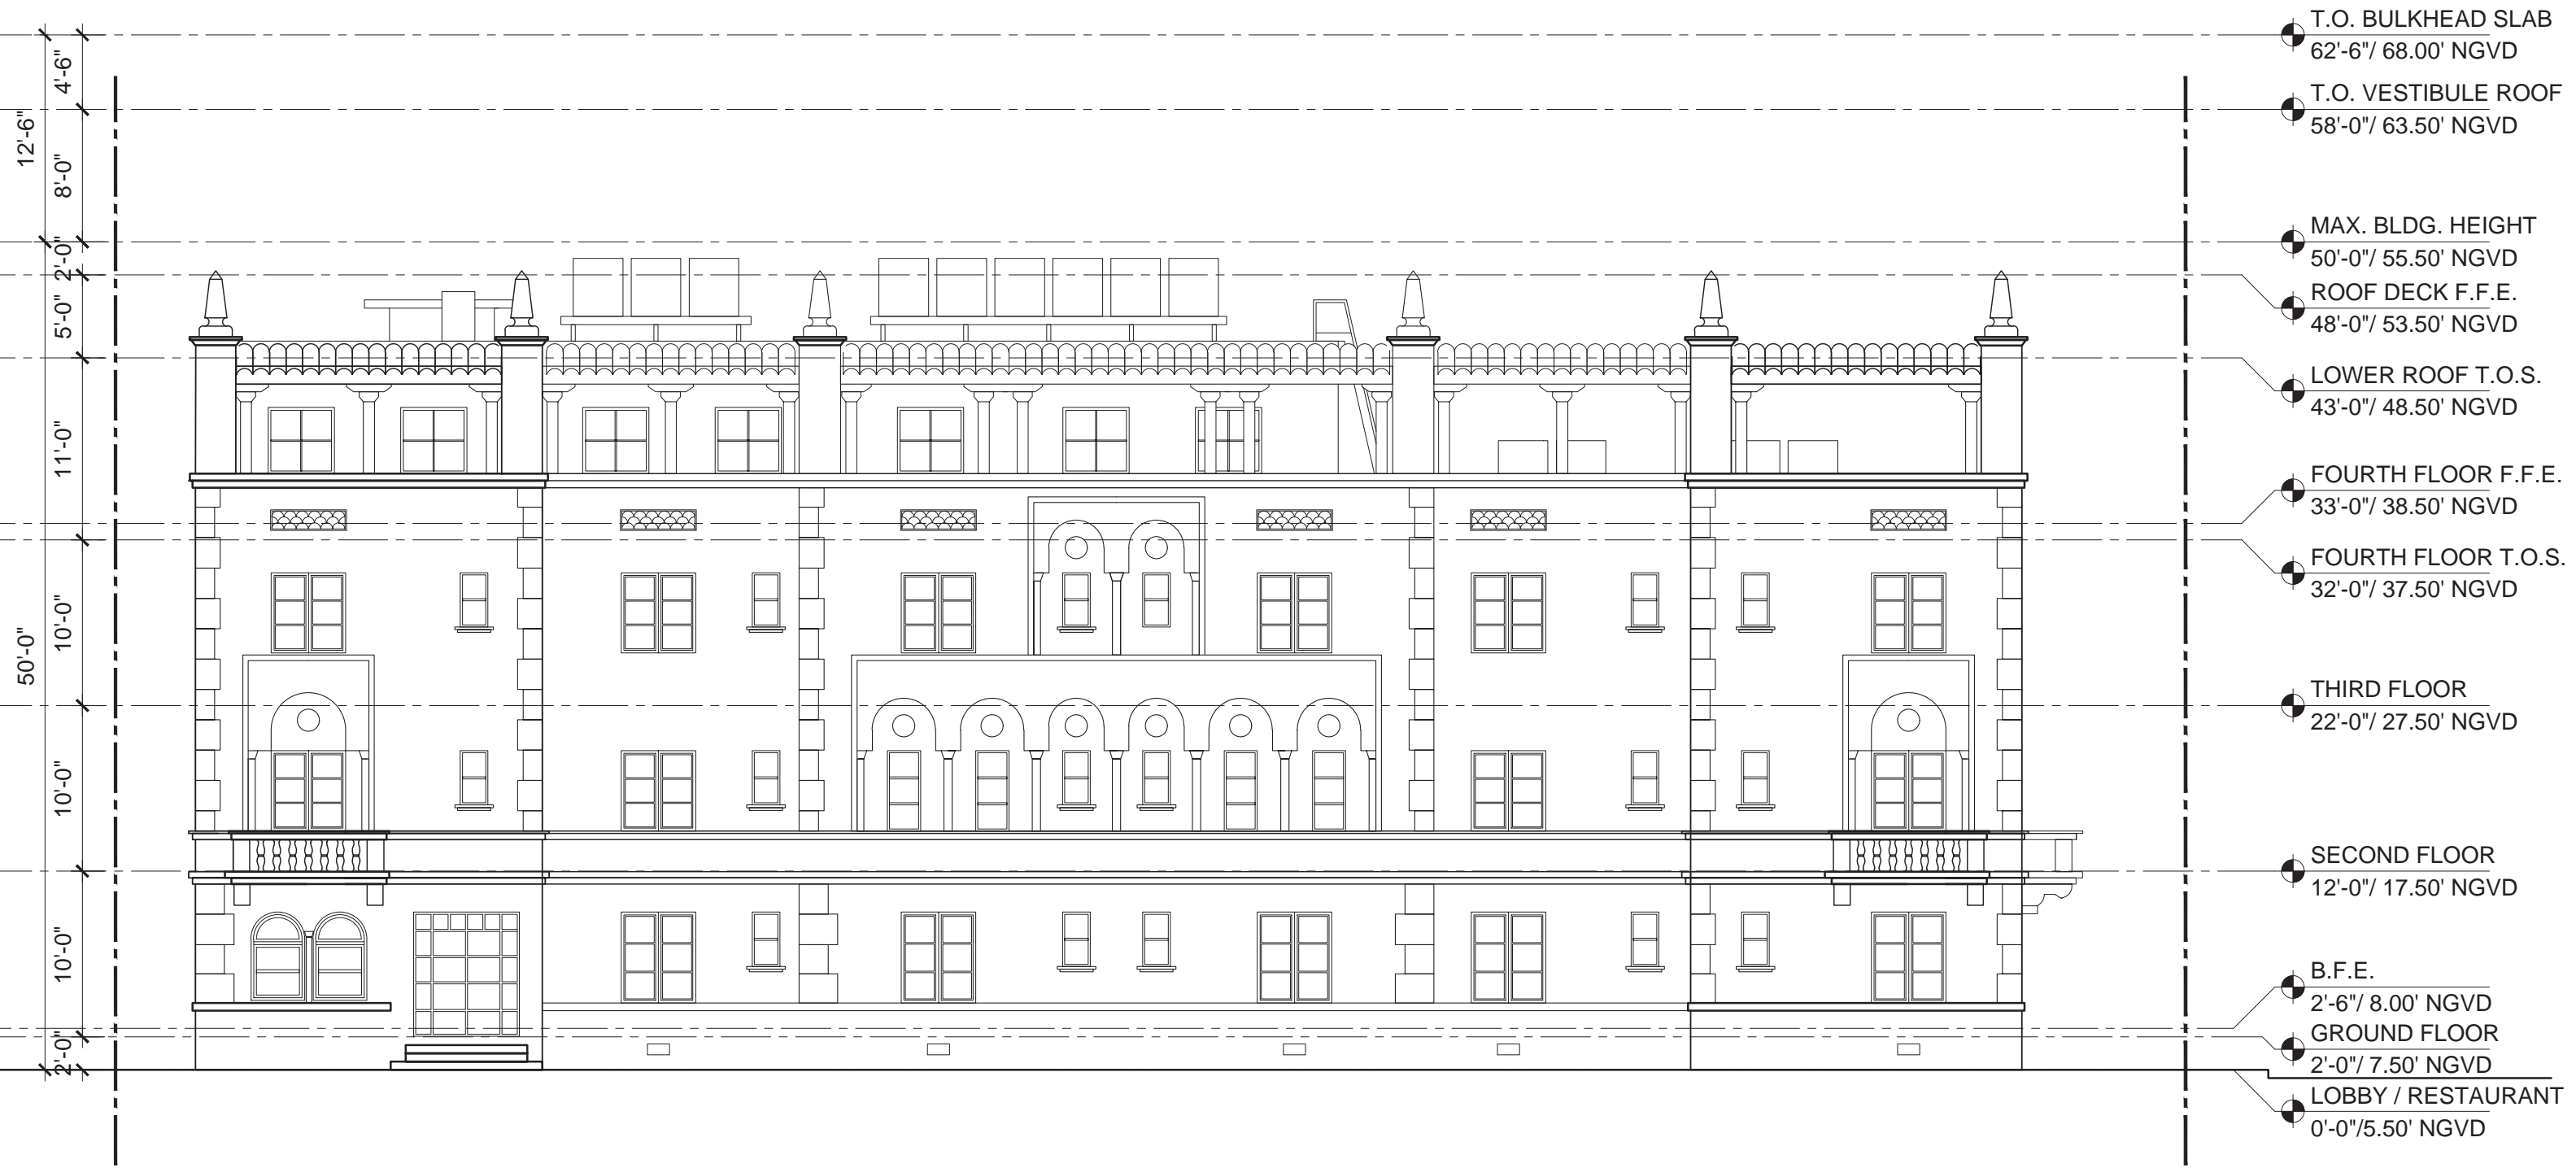 T.O. BULKHEAD SLAB
62'-6"/ 68.00' NGVD
4'-6"
T.O. VESTIBULE ROOF
58'-0"/ 63.50' NGVD
12'-6"
8'-0"
MAX. BLDG. HEIGHT
50'-0"/ 55.50' NGVD
2'-0"
ROOF DECK F.F.E.
48'-0"/ 53.50' NGVD
5'-0"
LOWER ROOF T.O.S.
43'-0"/ 48.50' NGVD
11'-0"
FOURTH FLOOR F.F.E.
33'-0"/ 38.50' NGVD
FOURTH FLOOR T.O.S.
32'-0"/ 37.50' NGVD
10'-0"
50'-0"
THIRD FLOOR
22'-0"/ 27.50' NGVD
10'-0"
SECOND FLOOR
12'-0"/ 17.50' NGVD
10'-0"
B.F.E.
2'-6"/ 8.00' NGVD
GROUND FLOOR
2'-0"/ 7.50' NGVD
2'-0"
LOBBY / RESTAURANT
0'-0"/5.50' NGVD